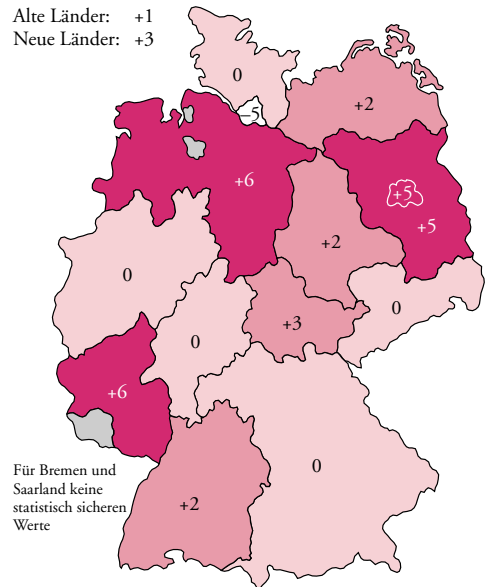 Alte Länder: +1
Neue Länder: +3
0
−5
+2
+6
+5
+5
+2
0
0
+3
0
+6
0
+2
Für Bremen und
Saarland keine
statistisch sicheren
Werte